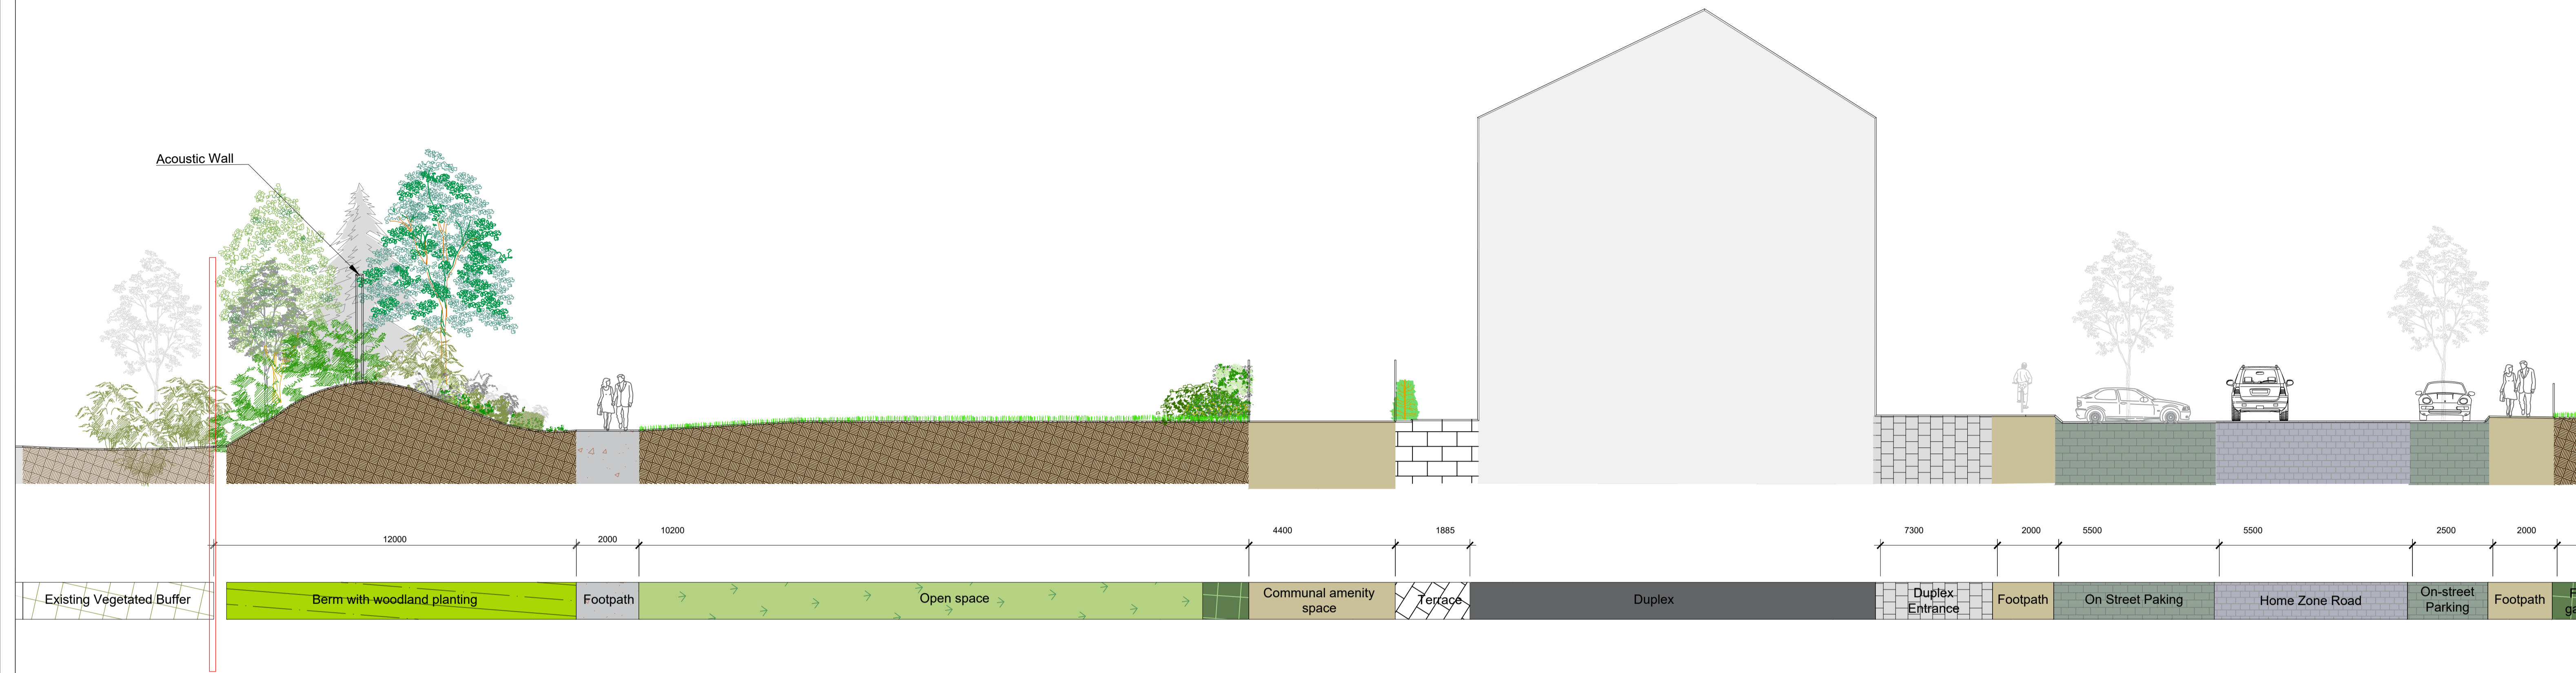 Acoustic Wall
12000
2000
10200
4400
1885
7300
2000
5500
5500
2500
2000
Existing Vegetated Buffer
Berm with woodland planting
Footpath
Open space
Communal amenity
space
Terrace
Duplex
Duplex
Entrance
Footpath
On Street Paking
Home Zone Road
On-street
Parking
Footpath